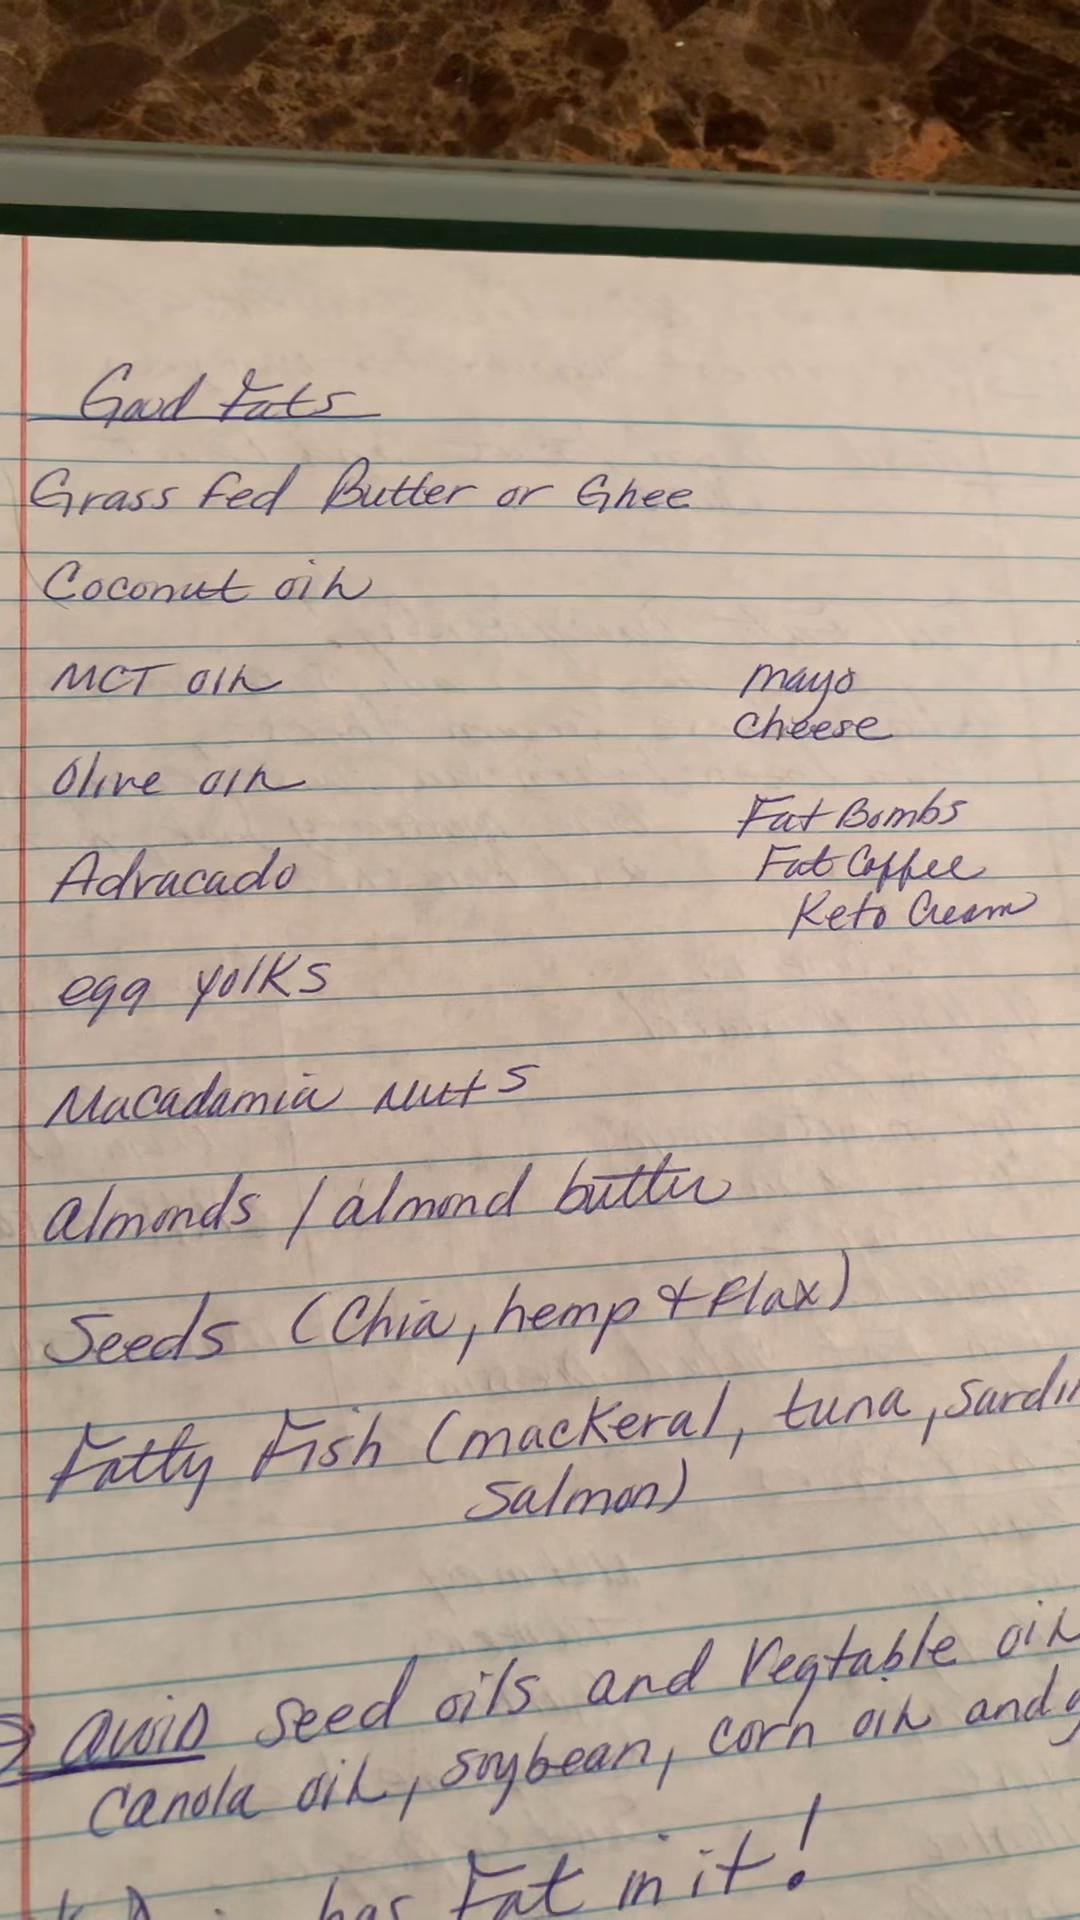 Good Fats
Grass Fed Butter or Ghee
Coconut oil
MCT oil
Olive oil
Advacado
egg yolks
Macadamia nuts
almonds / almond butter
Seeds (Chia, hemp & flax)
Fatty Fish (mackeral, tuna, sardin
salmon)
mayo
cheese
Fat Bombs
Fat Coffee
Keto Cream
avoid seed oils and Vegtable oil
Canola oil, soybean, corn oil and
has Fat in it!